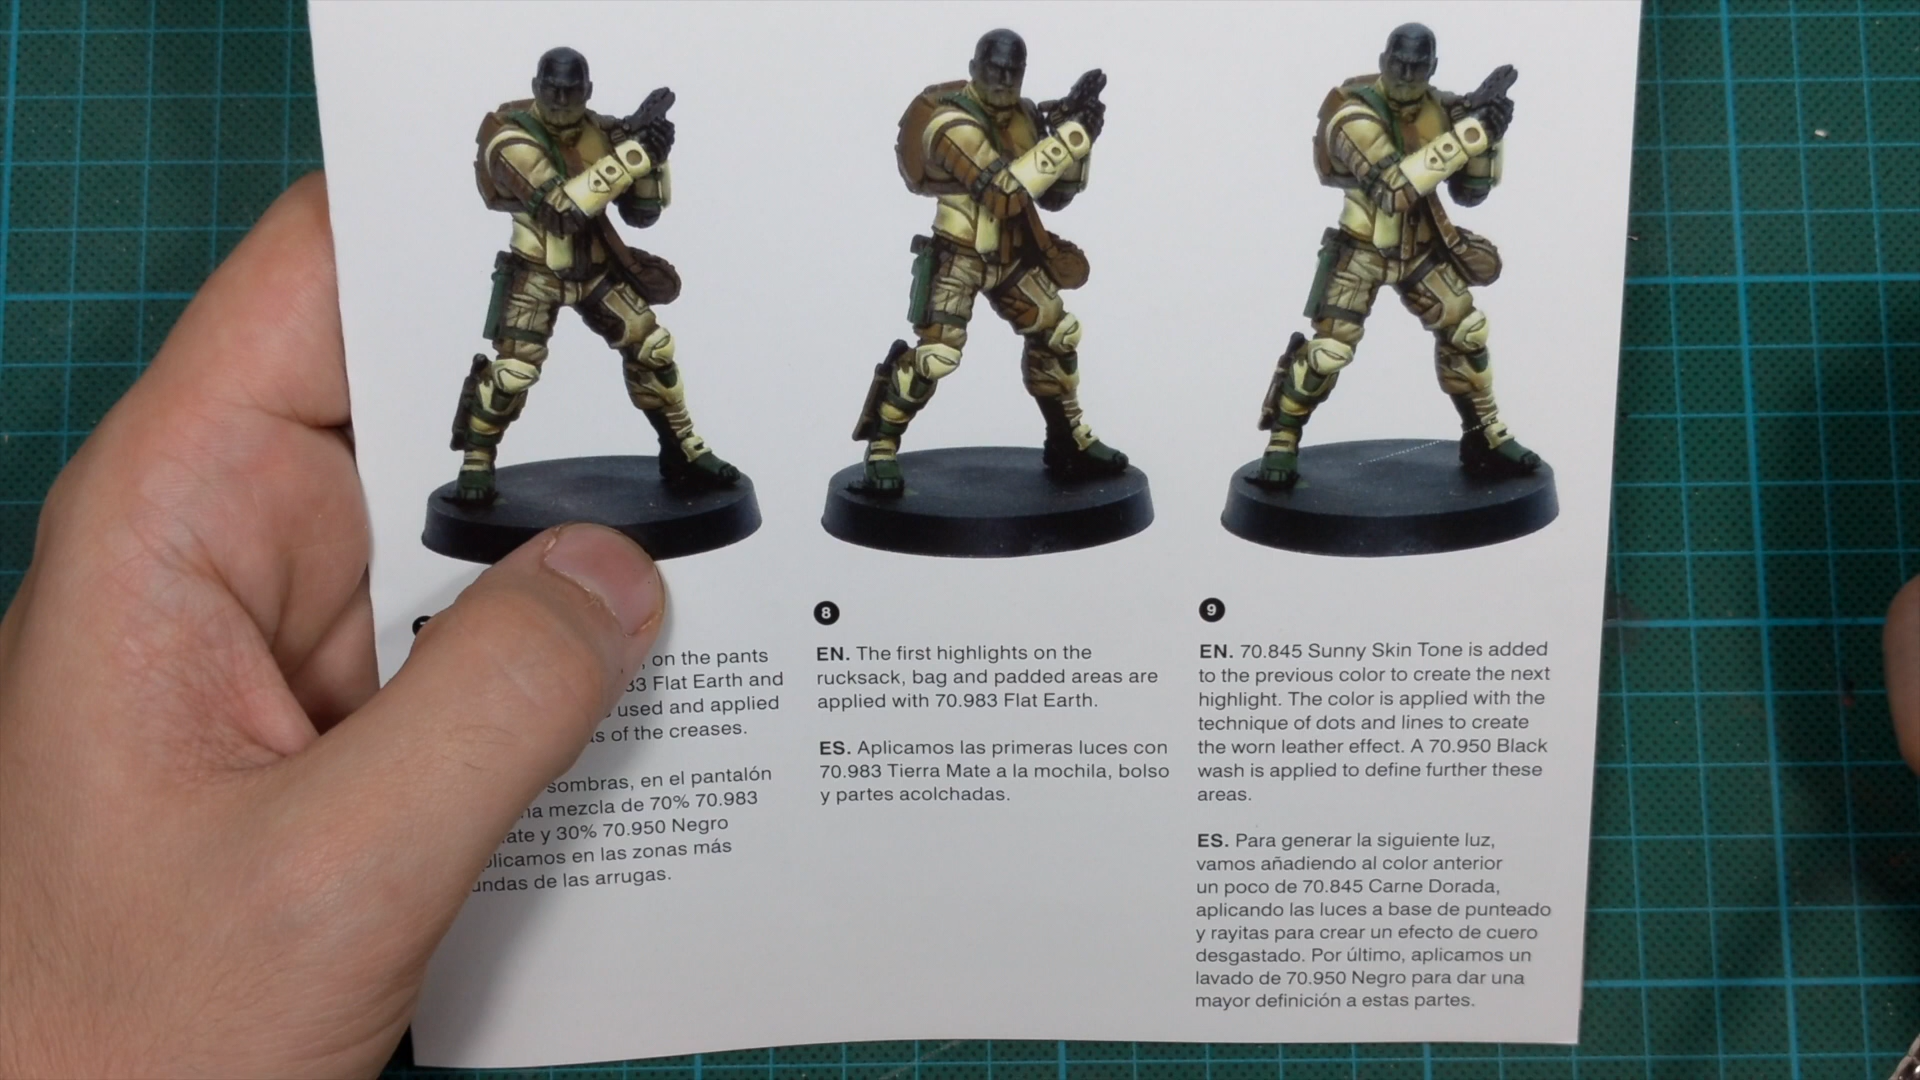 on the pants
33 Flat Earth and
used and applied
of the creases.
sombras, en el pantalón
mezcla de 70% 70.983
y 30% 70.950 Negro
en las zonas más
de las arrugas.
8
EN. The first highlights on the
rucksack, bag and padded areas are
applied with 70.983 Flat Earth.
ES. Aplicamos las primeras luces con
70.983 Tierra Mate a la mochila, bolso
y partes acolchadas.
9
EN. 70.845 Sunny Skin Tone is added
to the previous color to create the next
highlight. The color is applied with the
technique of dots and lines to create
the worn leather effect. A 70.950 Black
wash is applied to define further these
areas.
ES. Para generar la siguiente luz,
vamos añadiendo al color anterior
un poco de 70.845 Carne Dorada,
aplicando las luces a base de punteado
y rayitas para crear un efecto de cuero
desgastado. Por último, aplicamos un
lavado de 70.950 Negro para dar una
mayor definición a estas partes.